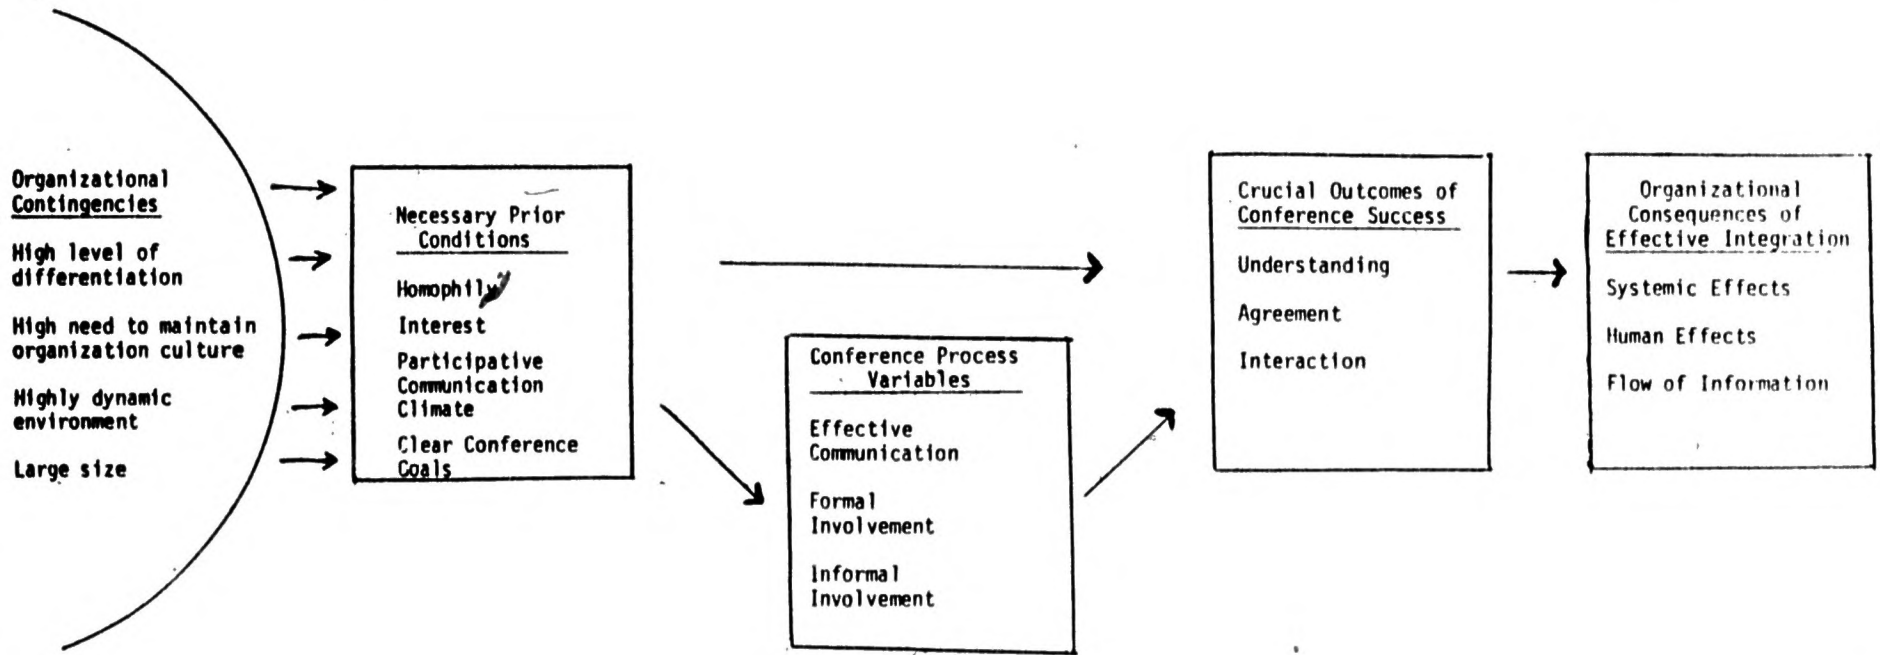 Organizational
Contingencies
High level of
differentiation
High need to maintain
organization culture
Highly dynamic
environment
Large size
Necessary Prior
Conditions
Homophily
Interest
Participative
Communication
Climate
Clear Conference
Goals
Conference Process
Variables
Effective
Communication
Formal
Involvement
Informal
Involvement
Crucial Outcomes of
Conference Success
Understanding
Agreement
Interaction
Organizational
Consequences of
Effective Integration
Systemic Effects
Human Effects
Flow of Information